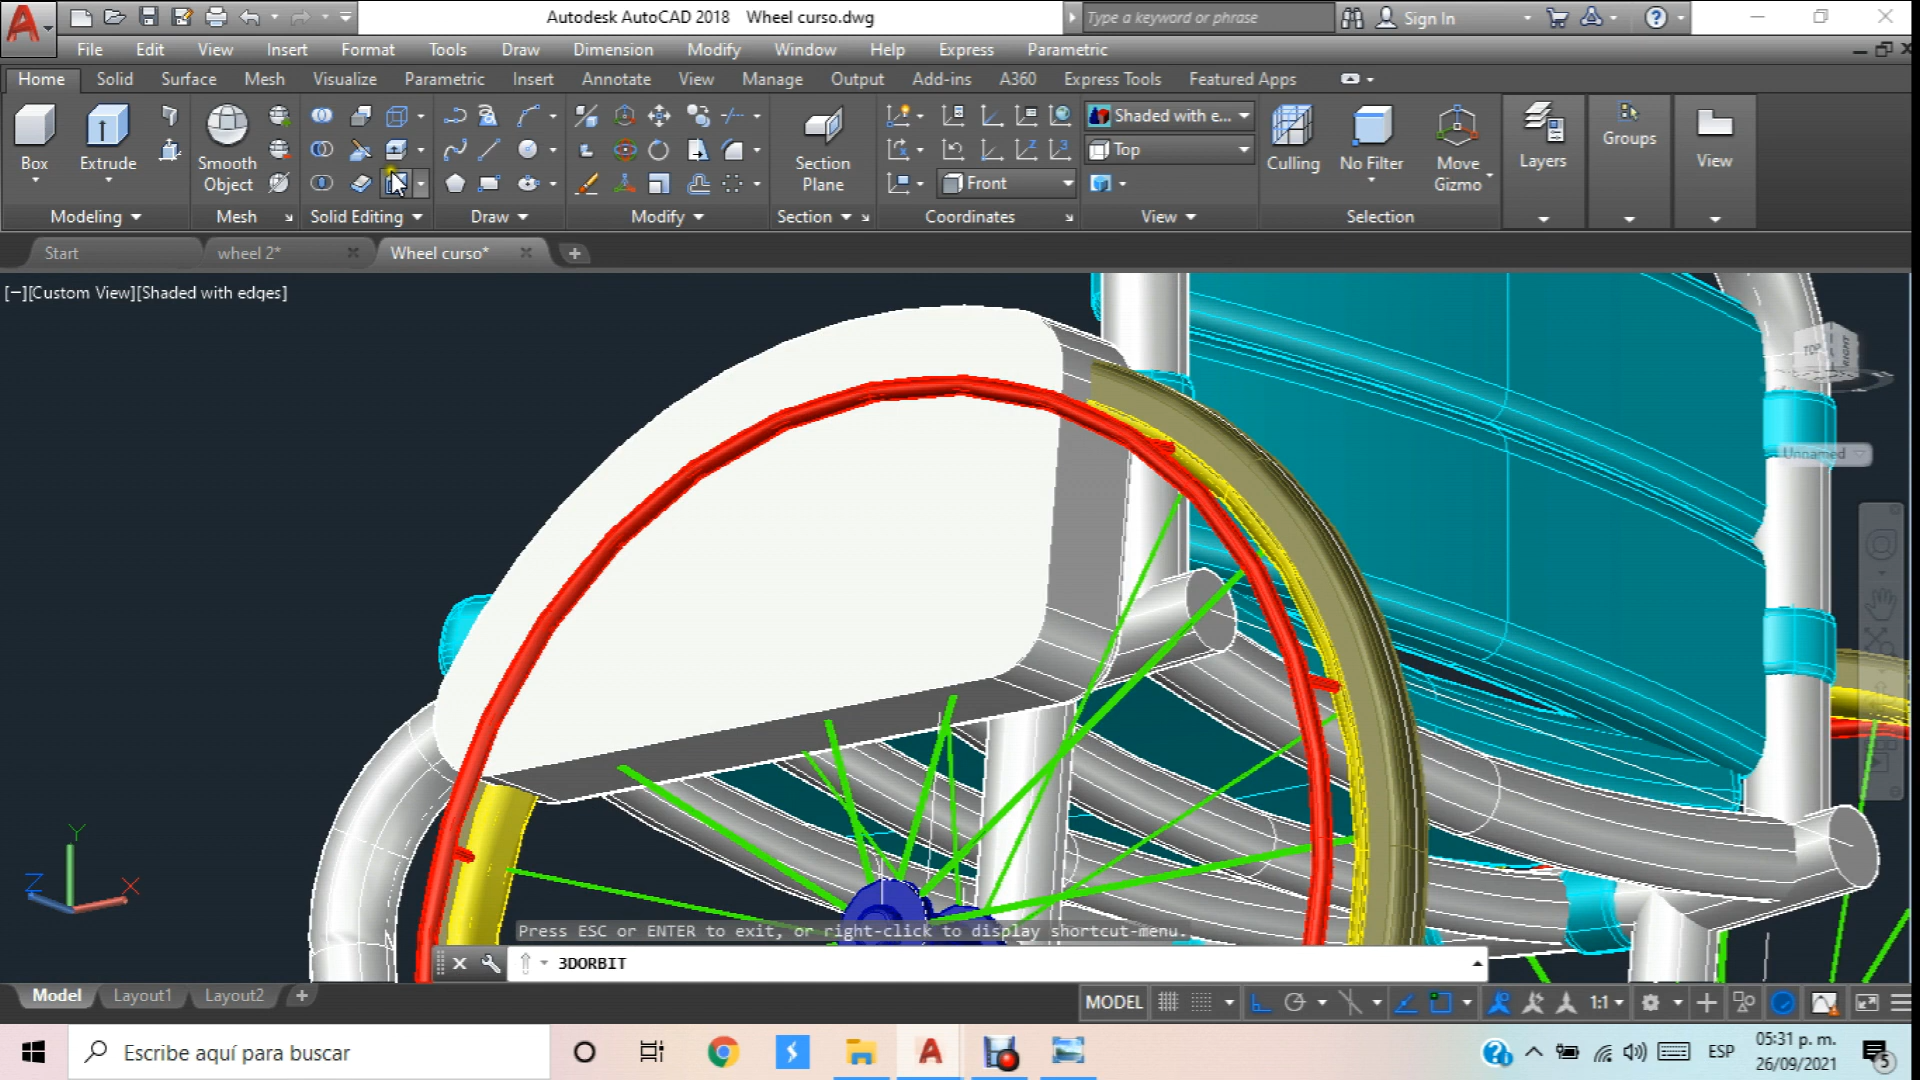 Autodesk AutoCAD 2018 Wheel curso.dwg
Type a keyword or phrase
Sign In
File Edit View Insert Format Tools Draw Dimension Modify Window Help Express Parametric
Home Solid Surface Mesh Visualize Parametric Insert Annotate View Manage Output Add-ins A360 Express Tools Featured Apps
Box
Extrude
Smooth
Object
Section
Plane
Shaded with e...
Top
Front
Culling
No Filter
Move
Gizmo
Layers
Groups
View
Modeling Mesh Solid Editing Draw Modify Section Coordinates View Selection
Start wheel 2* Wheel curso*
[−][Custom View][Shaded with edges]
TOP
RIGHT
Unnamed
Y
Z
X
Press ESC or ENTER to exit, or right-click to display shortcut-menu.
3DORBIT
Model Layout1 Layout2
MODEL
1:1
Escribe aquí para buscar
ESP
05:31 p. m.
26/09/2021
5